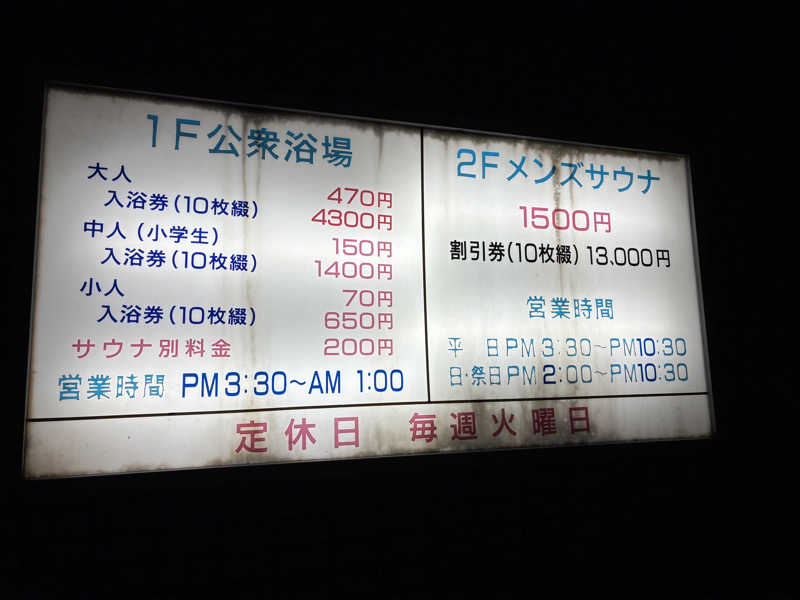 1F公衆浴場
大人 470円
入浴券(10枚綴) 4300円
中人(小学生) 150円
入浴券(10枚綴) 1400円
小人 70円
入浴券(10枚綴) 650円
サウナ別料金 200円
営業時間 PM3:30～AM 1:00
2Fメンズサウナ
1500円
割引券(10枚綴) 13,000円
営業時間
平 日PM 3:30～PM10:30
日・祭日PM 2:00～PM10:30
定休日 毎週火曜日